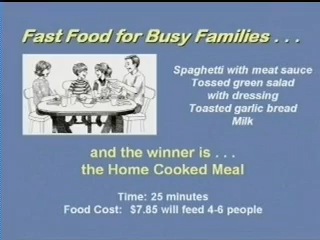 Fast Food for Busy Families . . .
Spaghetti with meat sauce
Tossed green salad
with dressing
Toasted garlic bread
Milk
and the winner is . . .
the Home Cooked Meal
Time: 25 minutes
Food Cost: $7.85 will feed 4-6 people